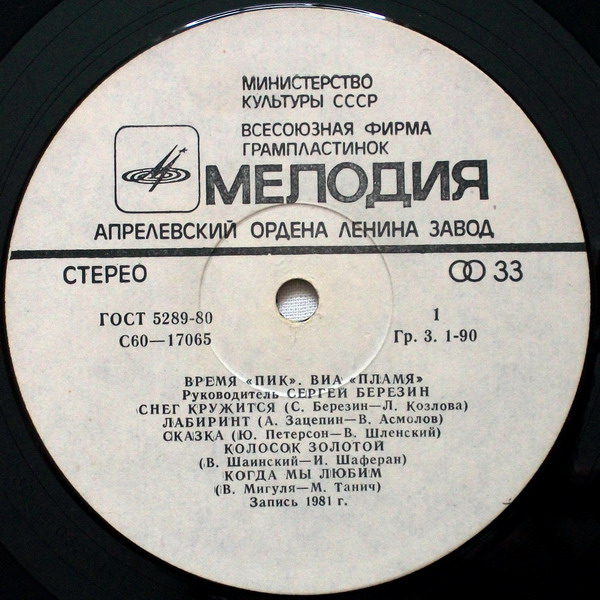 МИНИСТЕРСТВО
КУЛЬТУРЫ СССР
ВСЕСОЮЗНАЯ ФИРМА
ГРАМПЛАСТИНОК
МЕЛОДИЯ
АПРЕЛЕВСКИЙ ОРДЕНА ЛЕНИНА ЗАВОД
СТЕРЕО 33
ГОСТ 5289-80 1
С60—17065 Гр. 3. 1-90
ВРЕМЯ «ПИК». ВИА «ПЛАМЯ»
Руководитель СЕРГЕЙ БЕРЕЗИН
СНЕГ КРУЖИТСЯ (С. Березин—Л. Козлова)
ЛАБИРИНТ (А. Зацепин—В. Асмолов)
СКАЗКА (Ю. Петерсон—В. Шленский)
КОЛОСОК ЗОЛОТОЙ
(В. Шаинский—И. Шаферан)
КОГДА МЫ ЛЮБИМ
(В. Мигуля—М. Танич)
Запись 1981 г.